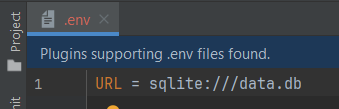 Project
.env
Plugins supporting .env files found.
1 URL = sqlite:///data.db